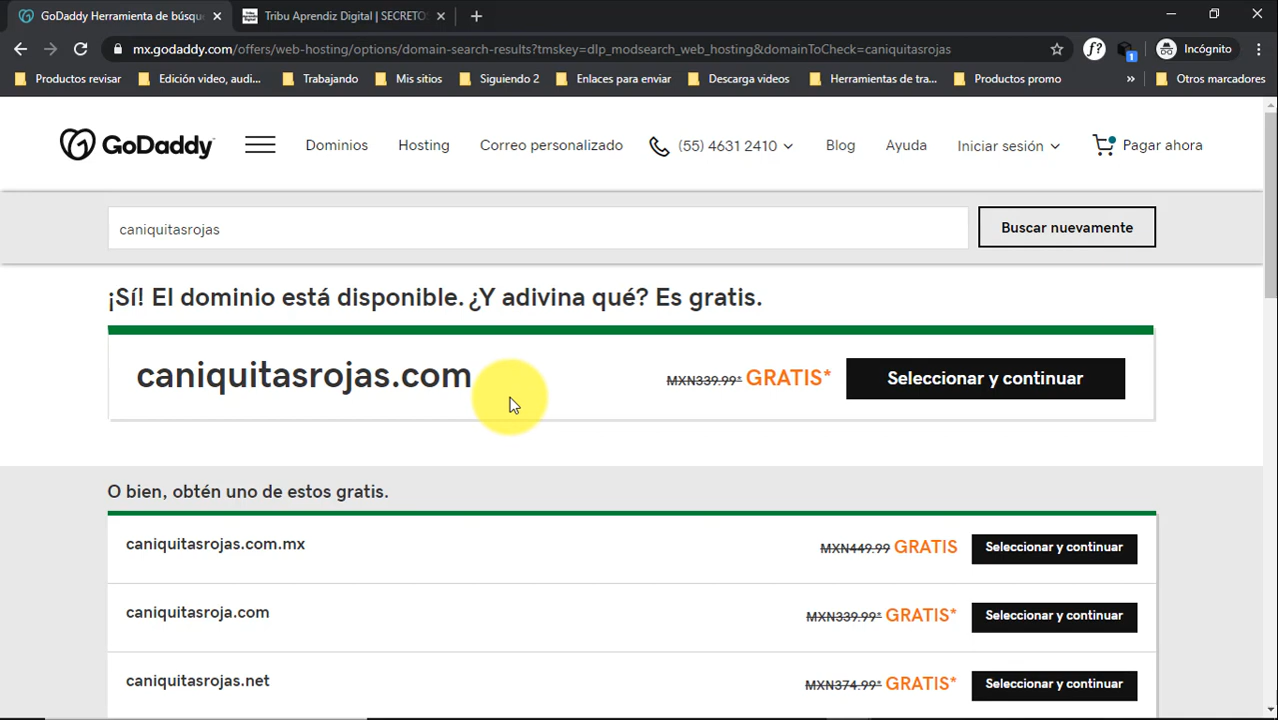 GoDaddy Herramienta de búsqu
Tribu Aprendiz Digital | SECRETOS
mx.godaddy.com/offers/web-hosting/options/domain-search-results?tmskey=dlp_modsearch_web_hosting&domainToCheck=caniquitasrojas
f?
1
Incógnito
Productos revisar
Edición video, audi...
Trabajando
Mis sitios
Siguiendo 2
Enlaces para enviar
Descarga videos
Herramientas de tra...
Productos promo
»
Otros marcadores
GoDaddy
Dominios
Hosting
Correo personalizado
(55) 4631 2410
Blog
Ayuda
Iniciar sesión
Pagar ahora
caniquitasrojas
Buscar nuevamente
¡Sí! El dominio está disponible. ¿Y adivina qué? Es gratis.
caniquitasrojas.com
MXN339.99* GRATIS*
Seleccionar y continuar
O bien, obtén uno de estos gratis.
caniquitasrojas.com.mx
MXN449.99 GRATIS
Seleccionar y continuar
caniquitasroja.com
MXN339.99* GRATIS*
Seleccionar y continuar
caniquitasrojas.net
MXN374.99* GRATIS*
Seleccionar y continuar